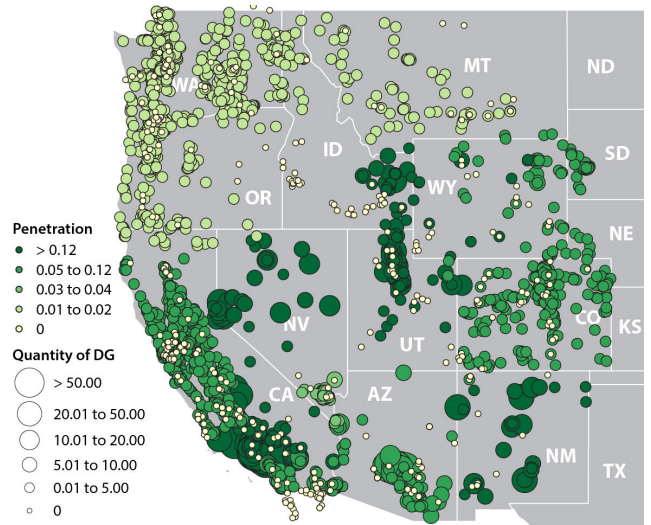 WA
MT
ND
ID
SD
OR
WY
NE
Penetration
> 0.12
0.05 to 0.12
0.03 to 0.04
0.01 to 0.02
0
NV
UT
CO
KS
Quantity of DG
> 50.00
20.01 to 50.00
10.01 to 20.00
5.01 to 10.00
0.01 to 5.00
0
CA
AZ
NM
TX